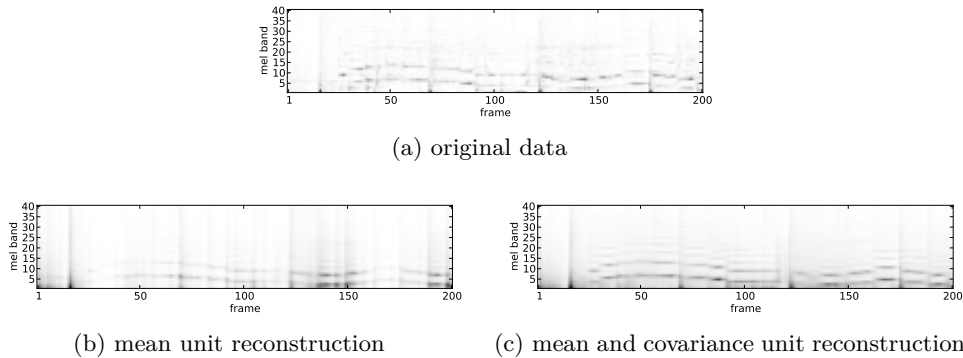 40
35
30
25
20
15
10
5
mel band
1 50 100 150 200
frame
(a) original data
40
35
30
25
20
15
10
5
mel band
1 50 100 150 200
frame
(b) mean unit reconstruction
40
35
30
25
20
15
10
5
mel band
1 50 100 150 200
frame
(c) mean and covariance unit reconstruction